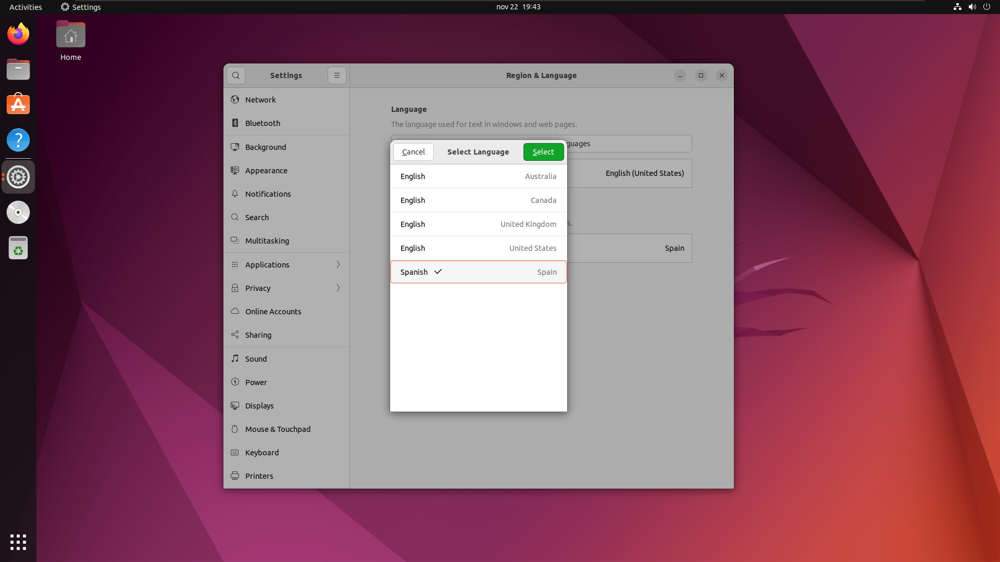 Activities
Settings
nov 22 19:43
Home
Settings
Region & Language
Network
Bluetooth
Background
Appearance
Notifications
Search
Multitasking
Applications
Privacy
Online Accounts
Sharing
Sound
Power
Displays
Mouse & Touchpad
Keyboard
Printers
Language
The language used for text in windows and web pages.
English (United States)
Spain
Cancel
Select Language
Select
English Australia
English Canada
English United Kingdom
English United States
Spanish Spain